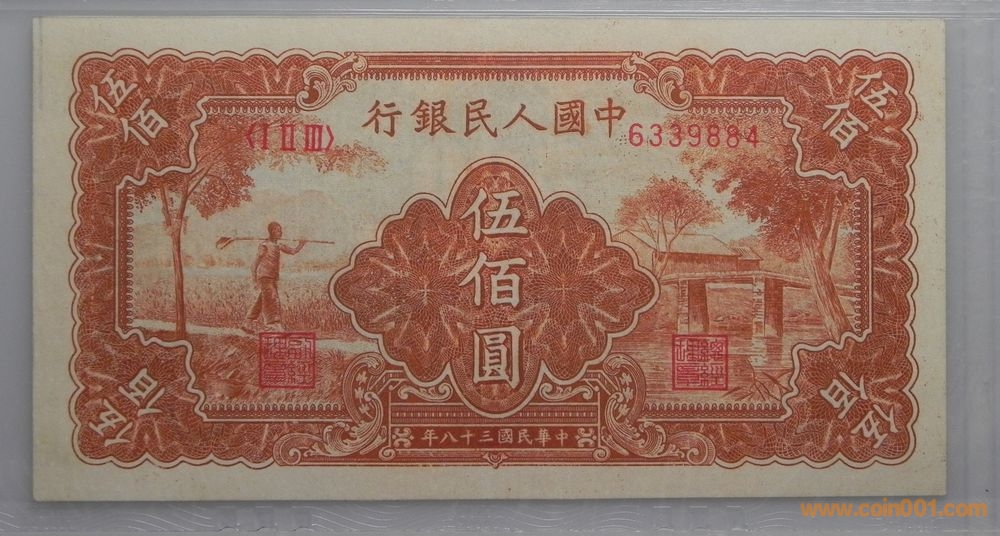 伍佰
伍佰
中國人民銀行
〈I II III〉
6339884
伍佰圓
伍佰
伍佰
中華民國三十八年
www.coin001.com